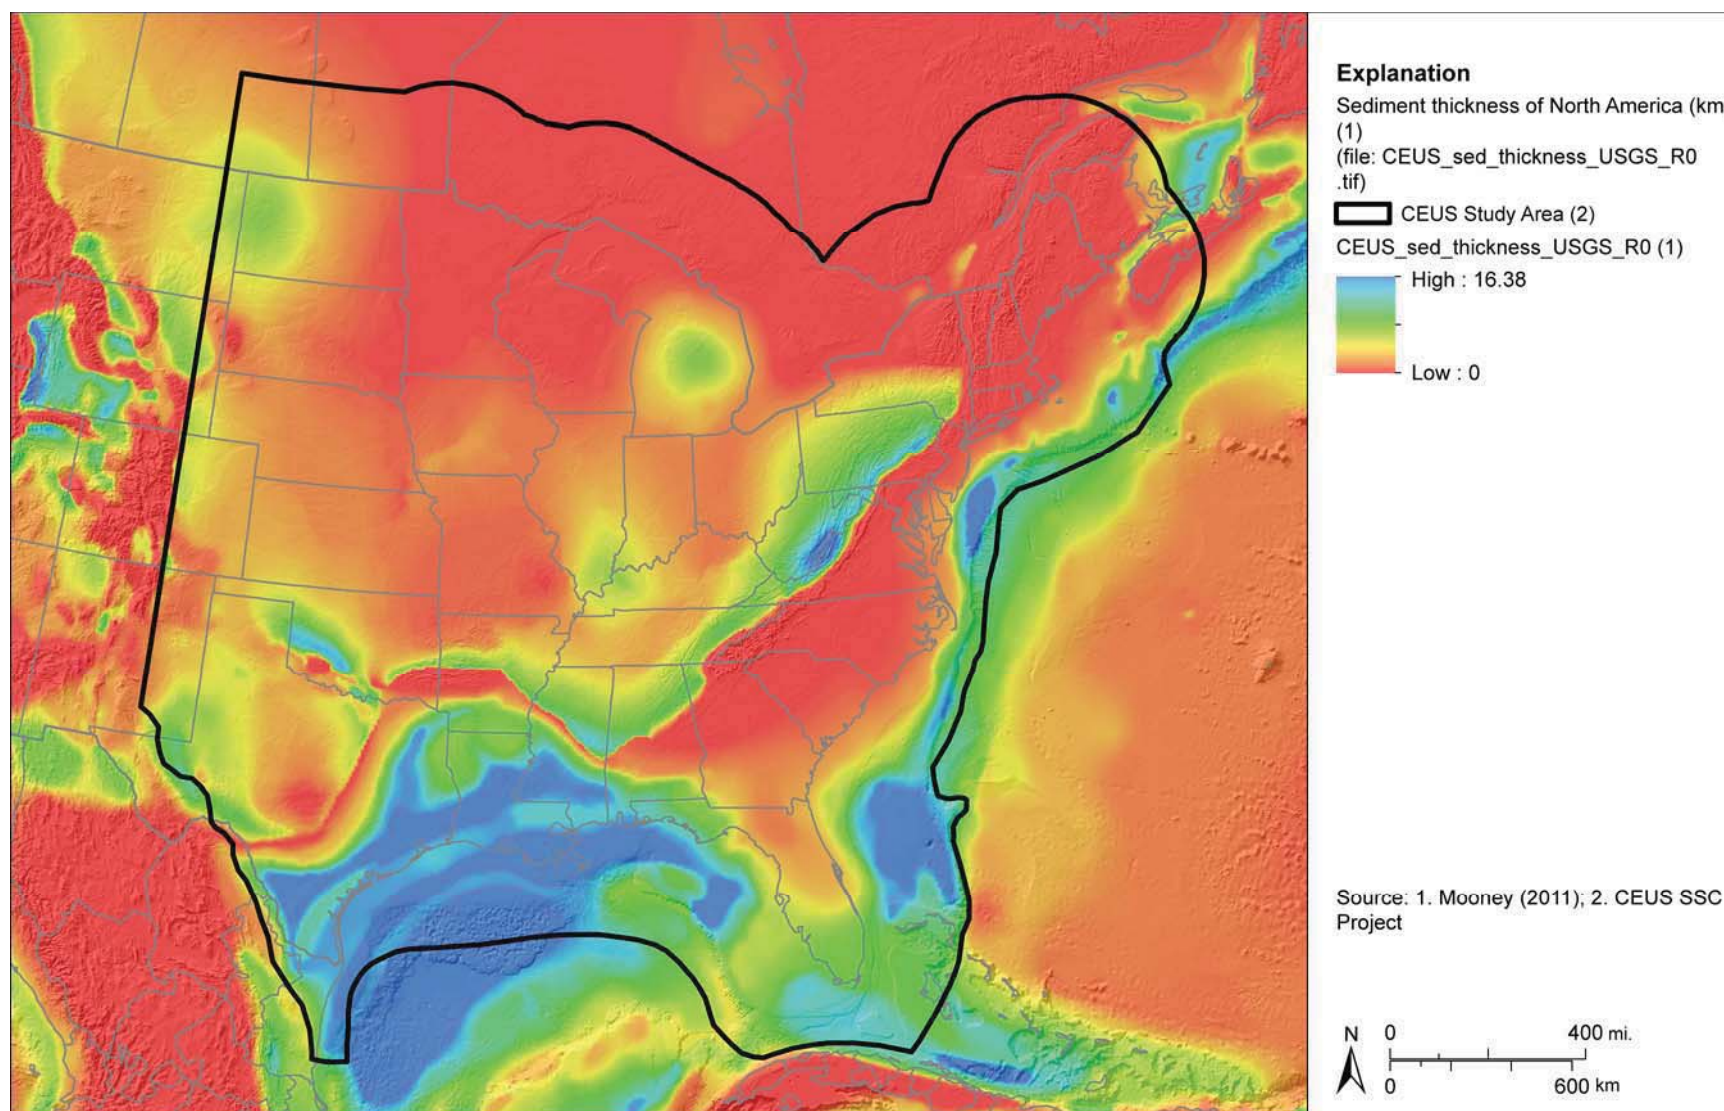 Explanation
Sediment thickness of North America (km
(1)
(file: CEUS_sed_thickness_USGS_R0
.tif)
CEUS Study Area (2)
CEUS_sed_thickness_USGS_R0 (1)
High : 16.38
Low : 0
Source: 1. Mooney (2011); 2. CEUS SSC
Project
N
0 400 mi.
0 600 km